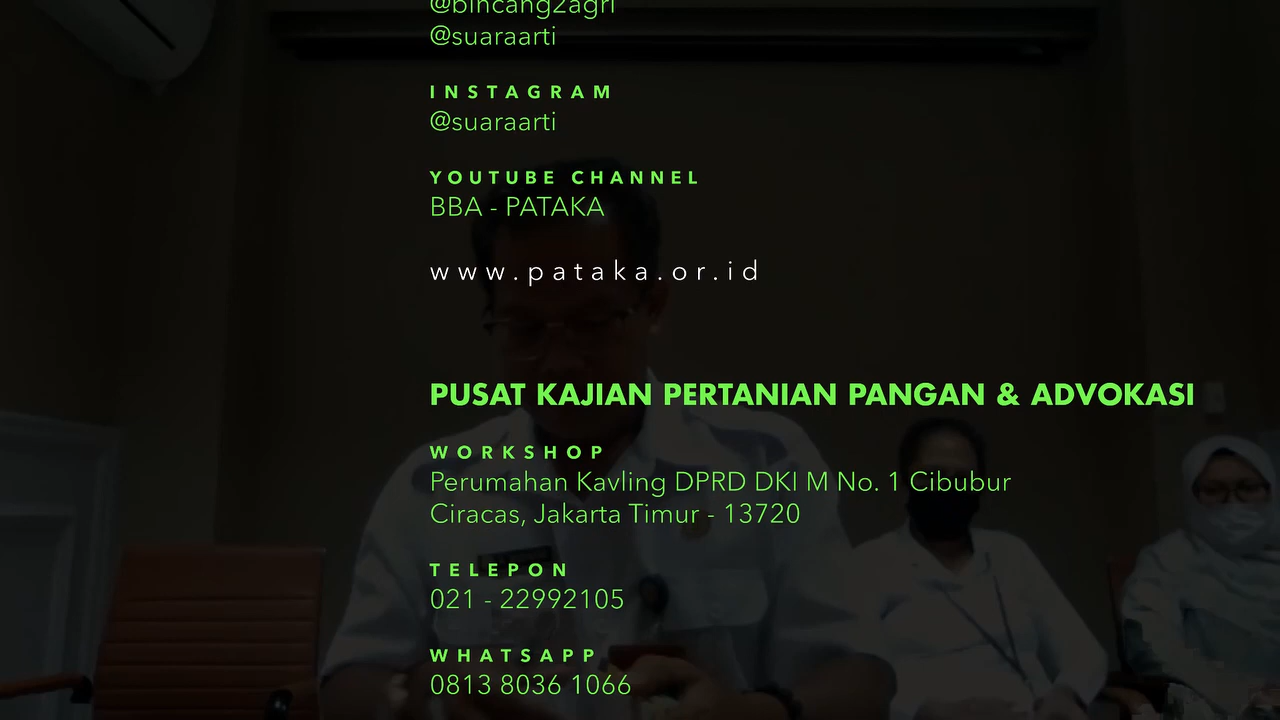 @bincang2agri
@suaraarti
INSTAGRAM
@suaraarti
YOUTUBE CHANNEL
BBA - PATAKA
www.pataka.or.id
PUSAT KAJIAN PERTANIAN PANGAN & ADVOKASI
WORKSHOP
Perumahan Kavling DPRD DKI M No. 1 Cibubur
Ciracas, Jakarta Timur - 13720
TELEPON
021 - 22992105
WHATSAPP
0813 8036 1066